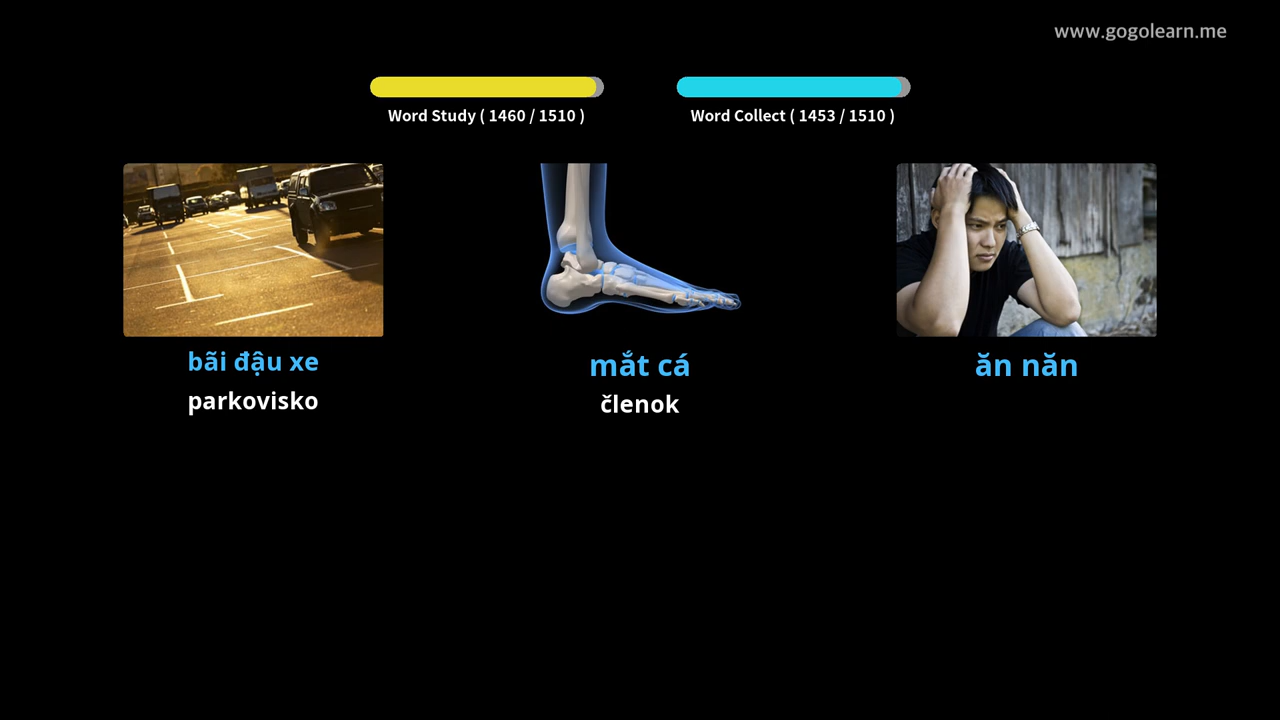 www.gogolearn.me
Word Study ( 1460 / 1510 )
Word Collect ( 1453 / 1510 )
bãi đậu xe
parkovisko
mắt cá
členok
ăn năn